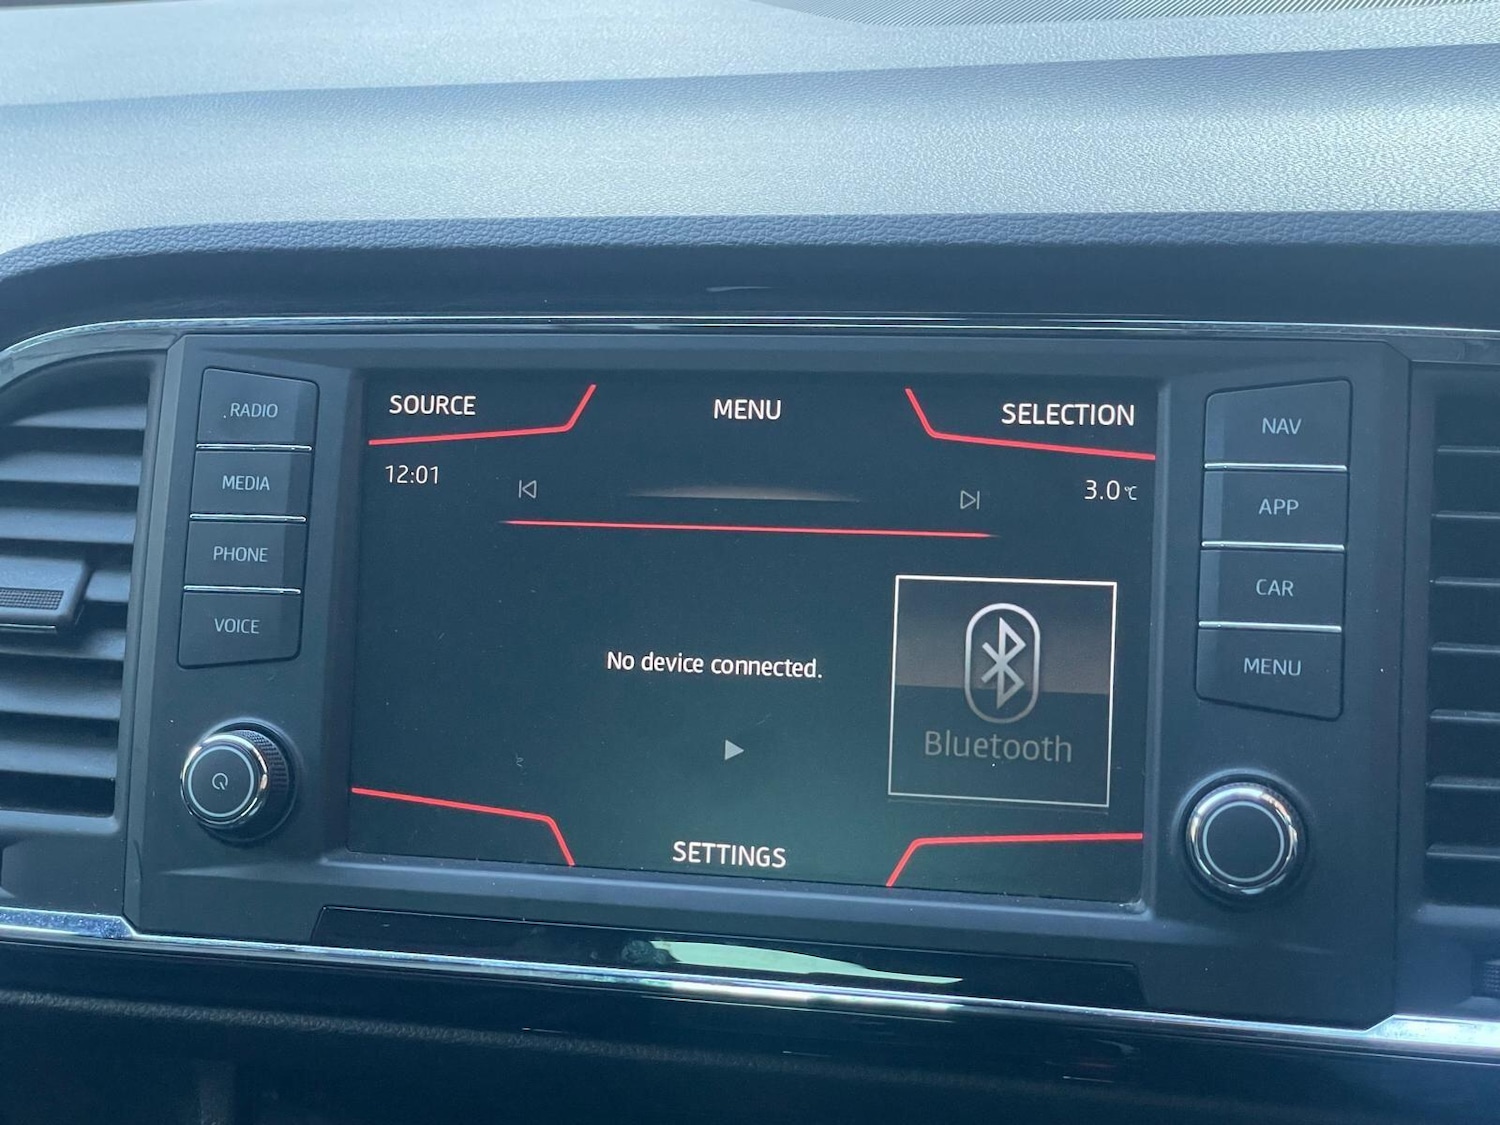 RADIO
MEDIA
PHONE
VOICE
SOURCE
MENU
SELECTION
12:01
3.0°C
No device connected.
Bluetooth
SETTINGS
NAV
APP
CAR
MENU